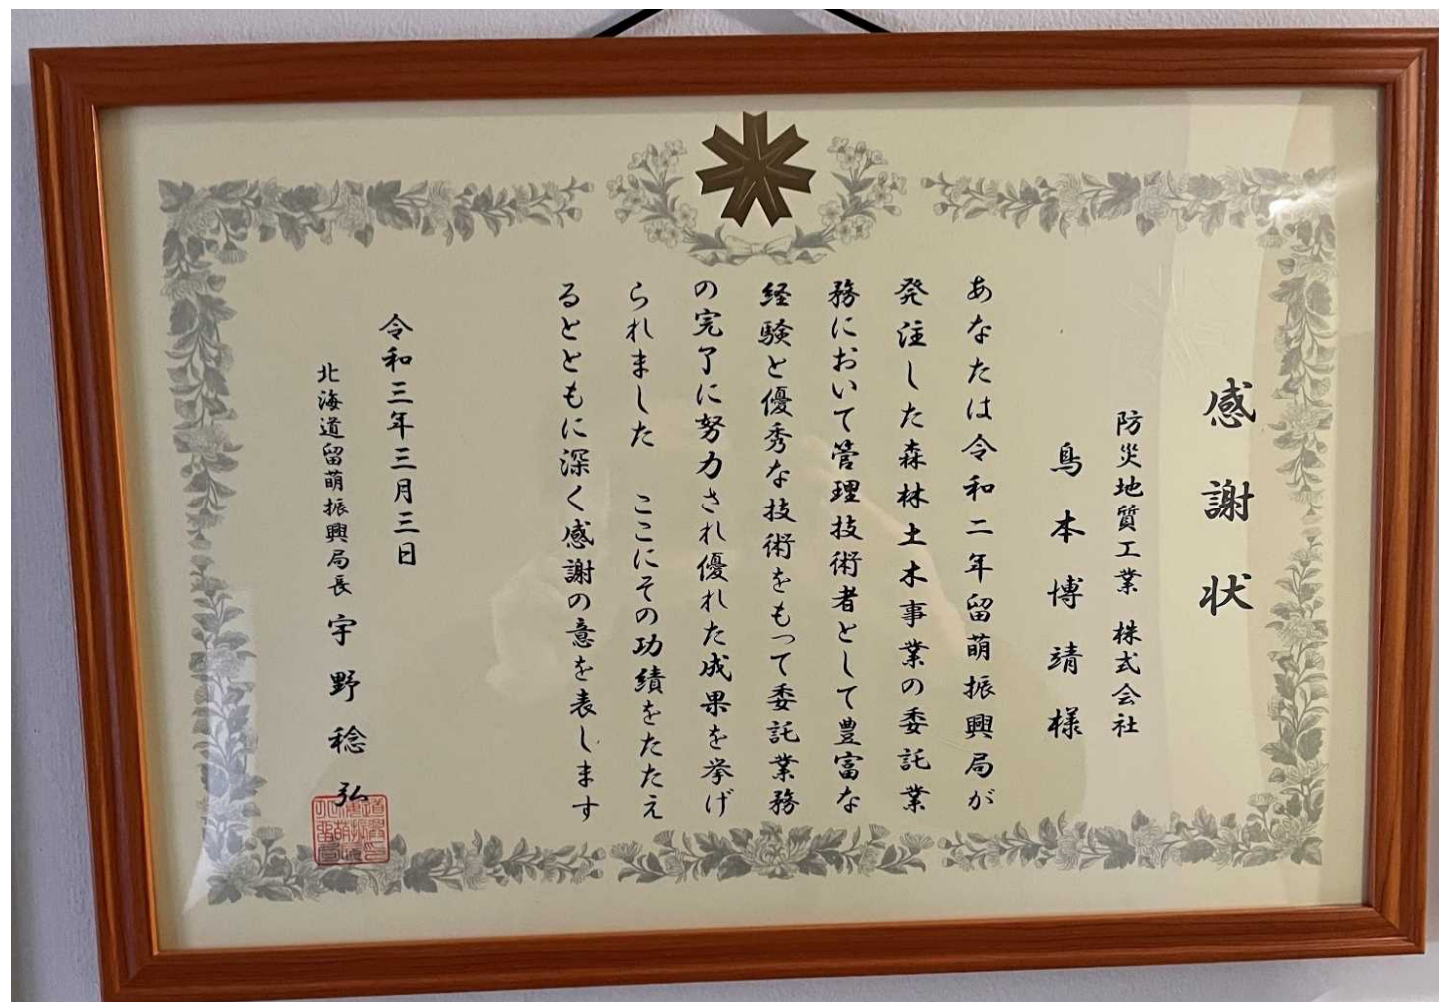 感謝状
防災地質工業 株式会社
鳥本博靖様
あなたは令和二年留萌振興局が
発注した森林土木事業の委託業
務において管理技術者として豊富な
経験と優秀な技術をもって委託業務
の完了に努力され優れた成果を挙げ
られました ここにその功績をたたえ
るとともに深く感謝の意を表します
令和三年三月三日
北海道留萌振興局長 宇野稔弘